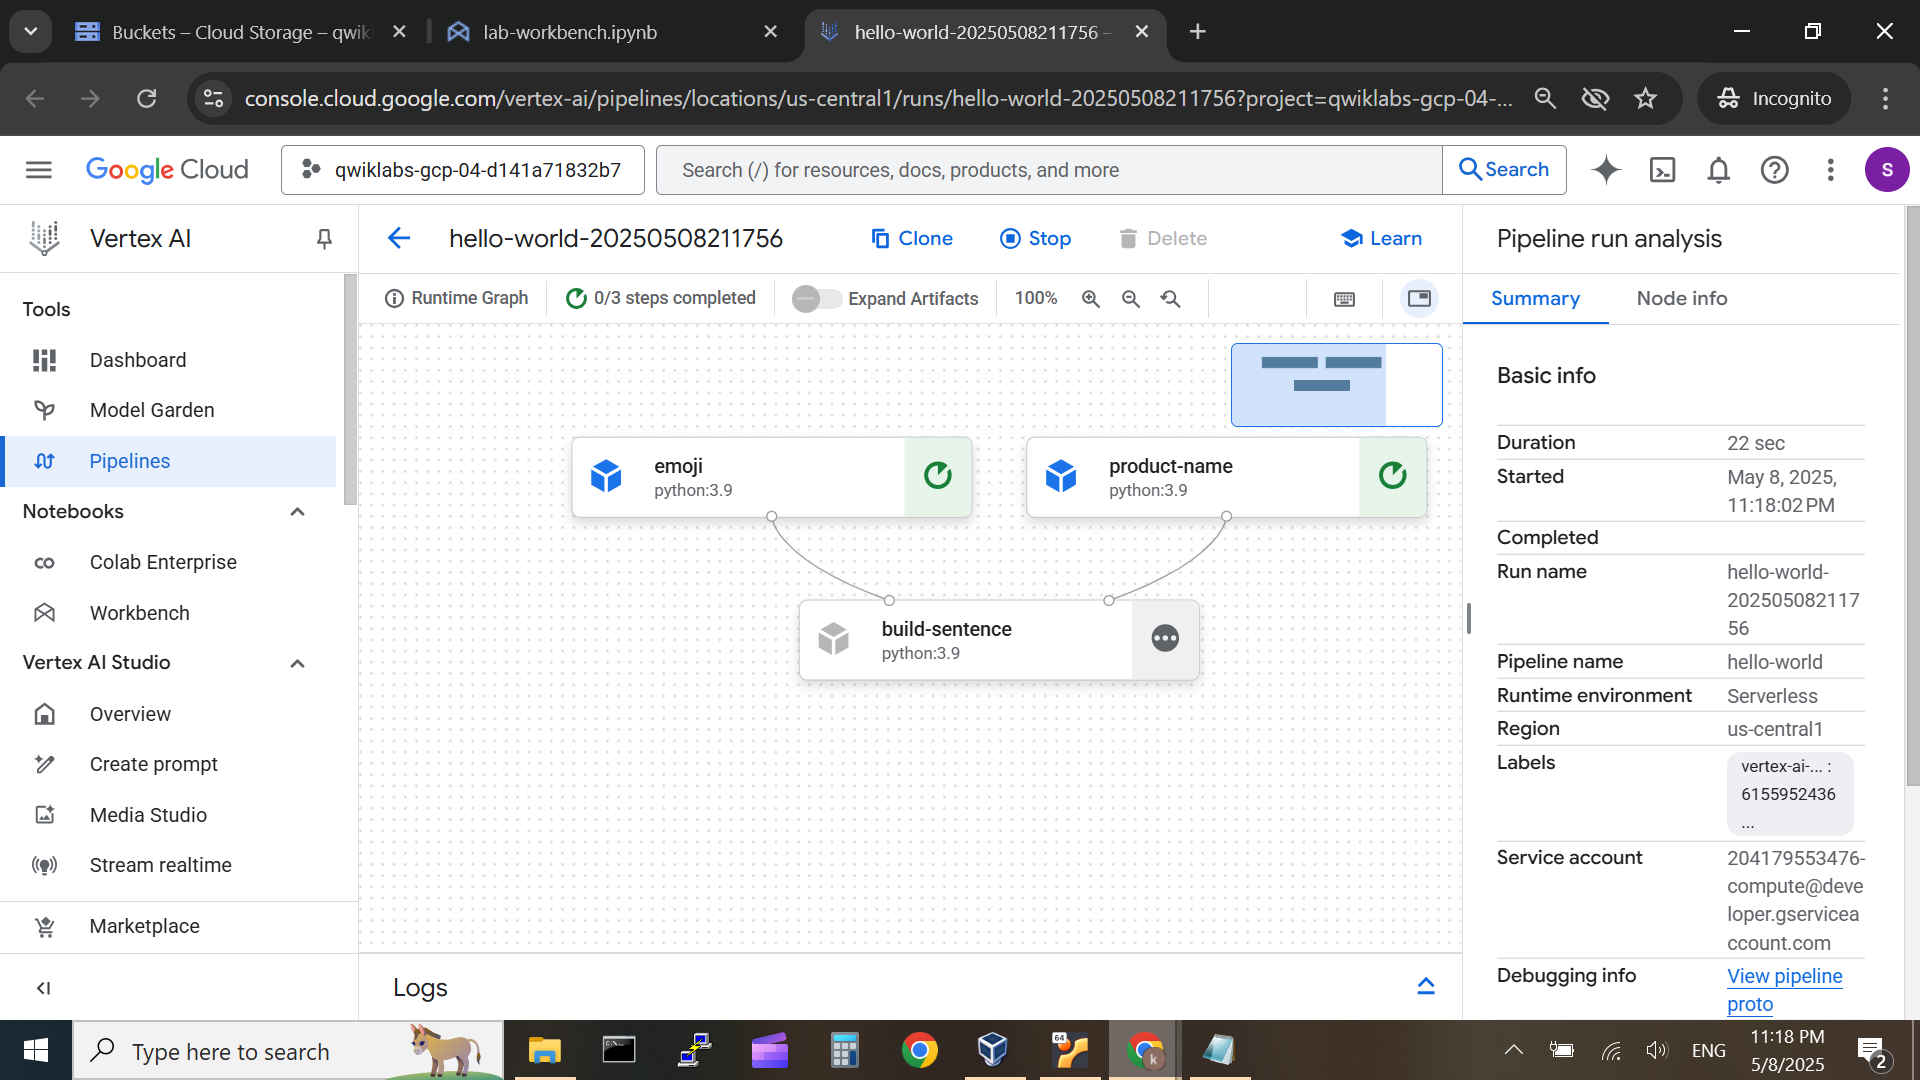 Buckets – Cloud Storage – qwik
lab-workbench.ipynb
hello-world-20250508211756 –
console.cloud.google.com/vertex-ai/pipelines/locations/us-central1/runs/hello-world-20250508211756?project=qwiklabs-gcp-04-...
Incognito
Google Cloud
qwiklabs-gcp-04-d141a71832b7
Search (/) for resources, docs, products, and more
Search
S
Vertex AI
Tools
Dashboard
Model Garden
Pipelines
Notebooks
Colab Enterprise
Workbench
Vertex AI Studio
Overview
Create prompt
Media Studio
Stream realtime
Marketplace
hello-world-20250508211756
Clone
Stop
Delete
Learn
Runtime Graph
0/3 steps completed
Expand Artifacts
100%
emoji
python:3.9
product-name
python:3.9
build-sentence
python:3.9
Logs
Pipeline run analysis
Summary
Node info
Basic info
Duration
22 sec
Started
May 8, 2025,
11:18:02 PM
Completed
Run name
hello-world-
202505082117
56
Pipeline name
hello-world
Runtime environment
Serverless
Region
us-central1
Labels
vertex-ai-... :
6155952436
...
Service account
204179553476-
compute@deve
loper.gservicea
ccount.com
Debugging info
View pipeline
proto
Type here to search
64
k
ENG
11:18 PM
5/8/2025
2